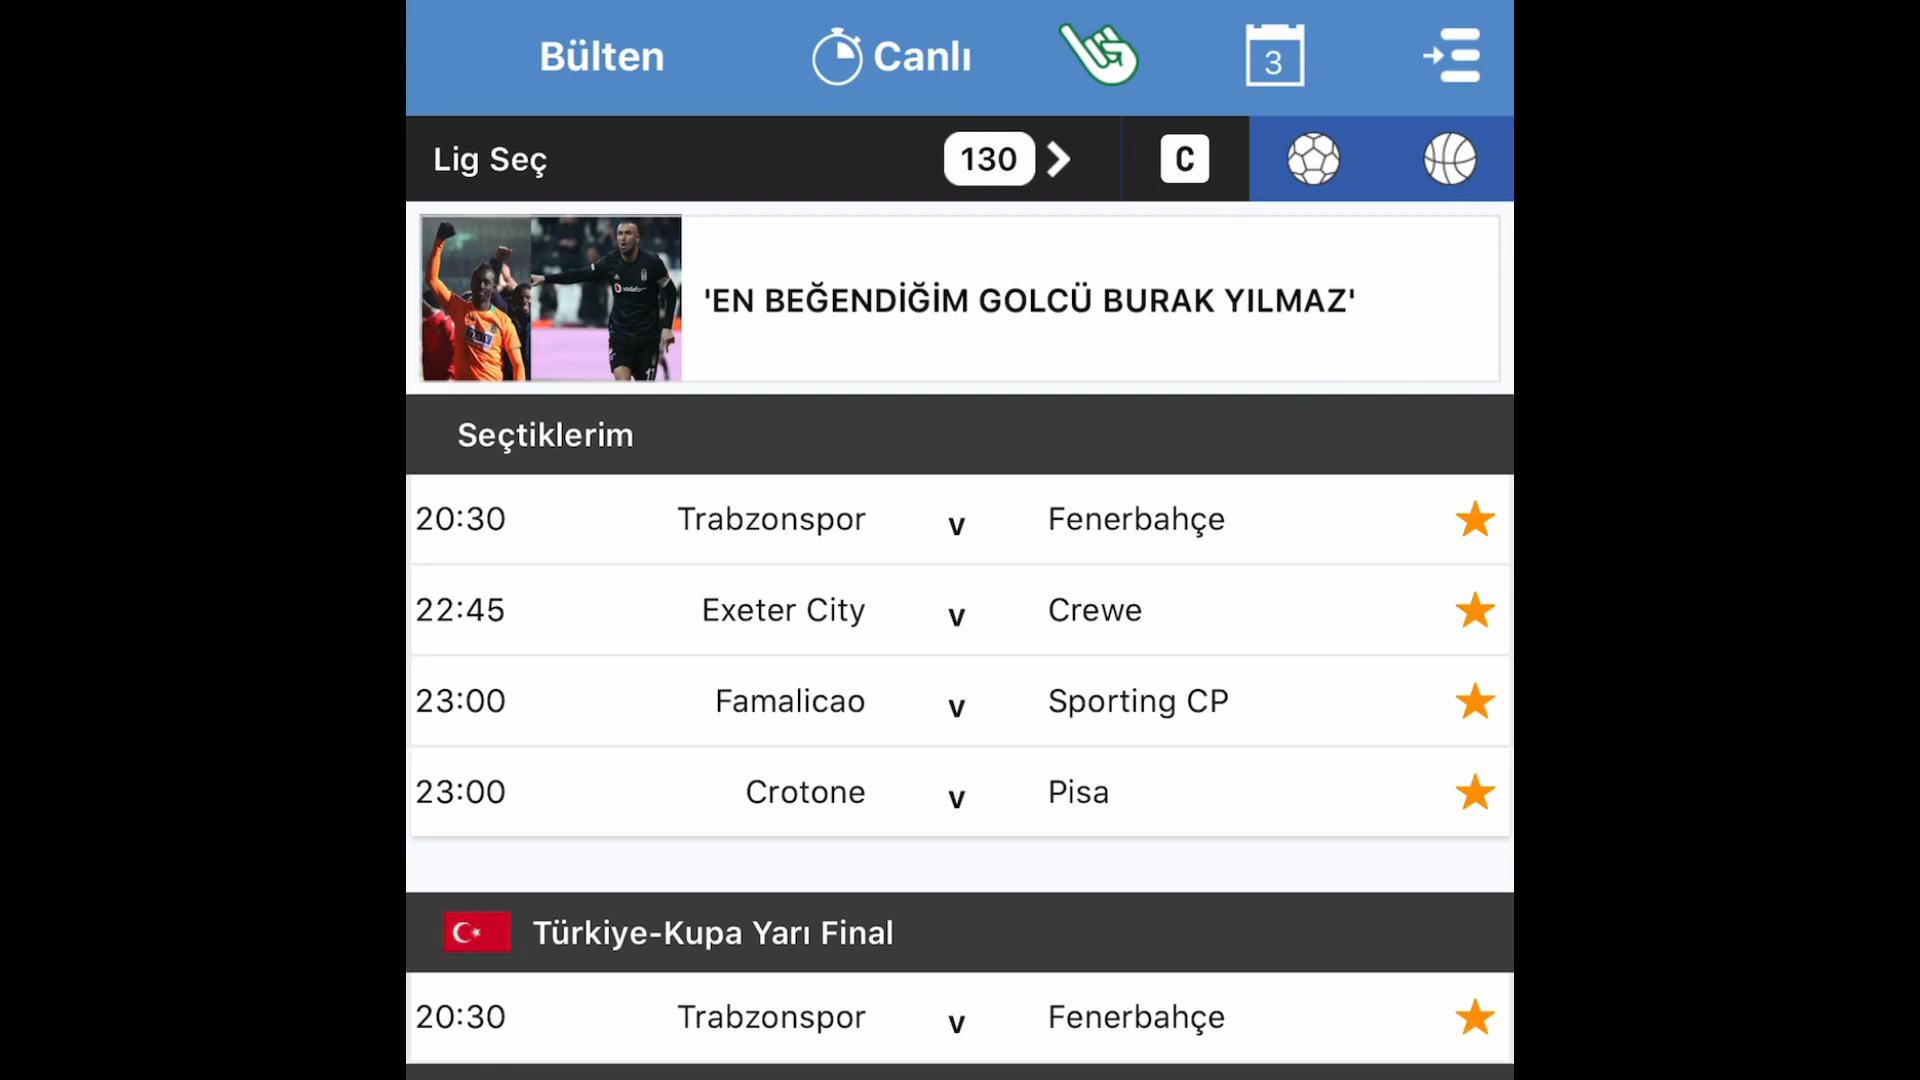 Bülten
Canlı
3
Lig Seç
130
C
'EN BEĞENDİĞİM GOLCÜ BURAK YILMAZ'
Seçtiklerim
20:30 Trabzonspor v Fenerbahçe
22:45 Exeter City v Crewe
23:00 Famalicao v Sporting CP
23:00 Crotone v Pisa
Türkiye-Kupa Yarı Final
20:30 Trabzonspor v Fenerbahçe